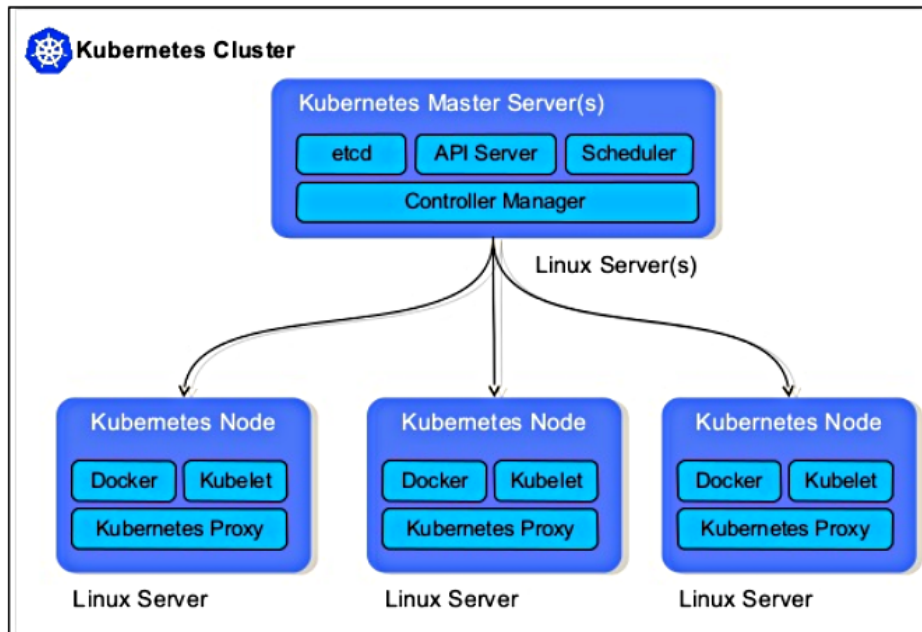 Kubernetes Cluster
Kubernetes Master Server(s)
etcd API Server Scheduler
Controller Manager
Linux Server(s)
Kubernetes Node Kubernetes Node Kubernetes Node
Docker Kubelet Docker Kubelet Docker Kubelet
Kubernetes Proxy Kubernetes Proxy Kubernetes Proxy
Linux Server Linux Server Linux Server